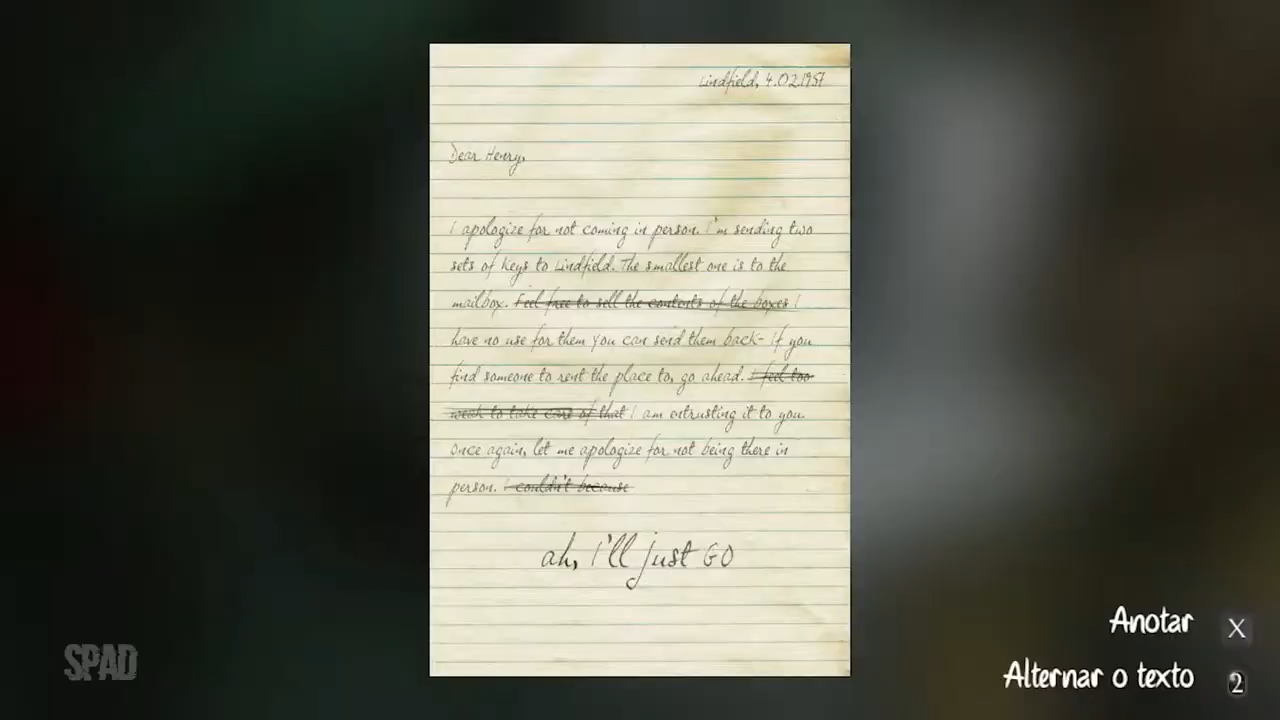 Lindfield, 4.02.1957
Dear Henry,
I apologize for not coming in person. I'm sending two
sets of keys to Lindfield. The smallest one is to the
mailbox. Feel free to sell the contents of the boxes I
have no use for them you can send them back- If you
find someone to rent the place to, go ahead. I feel too
weak to take care of that I am entrusting it to you.
Once again, let me apologize for not being there in
person. I couldn't because
ah, I'll just GO
Anotar X
Alternar o texto 2
SPAD